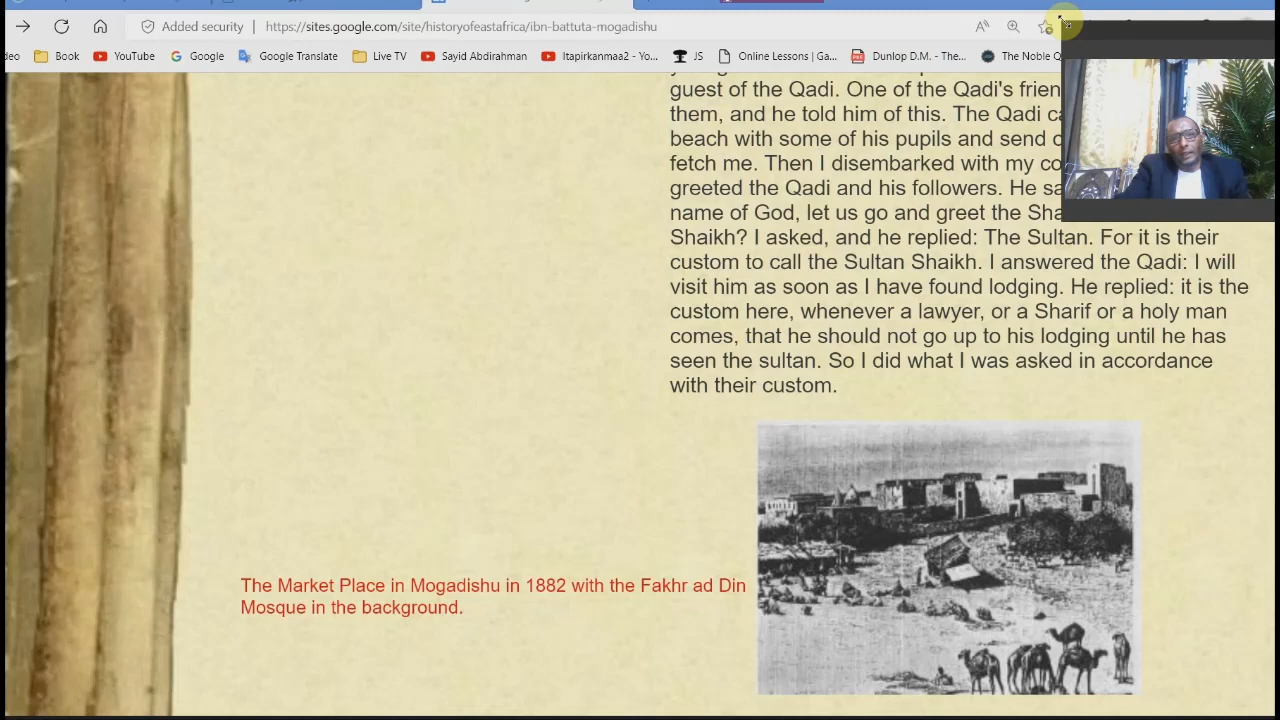 Added security
https://sites.google.com/site/historyofeastafrica/ibn-battuta-mogadishu
deo
Book
YouTube
Google
Google Translate
Live TV
Sayid Abdirahman
Itapirkanmaa2 - Yo...
JS
Online Lessons | Ga...
Dunlop D.M. - The...
The Noble Q
guest of the Qadi. One of the Qadi's frien
them, and he told him of this. The Qadi ca
beach with some of his pupils and send o
fetch me. Then I disembarked with my co
greeted the Qadi and his followers. He sa
name of God, let us go and greet the Sha
Shaikh? I asked, and he replied: The Sultan. For it is their
custom to call the Sultan Shaikh. I answered the Qadi: I will
visit him as soon as I have found lodging. He replied: it is the
custom here, whenever a lawyer, or a Sharif or a holy man
comes, that he should not go up to his lodging until he has
seen the sultan. So I did what I was asked in accordance
with their custom.
The Market Place in Mogadishu in 1882 with the Fakhr ad Din
Mosque in the background.